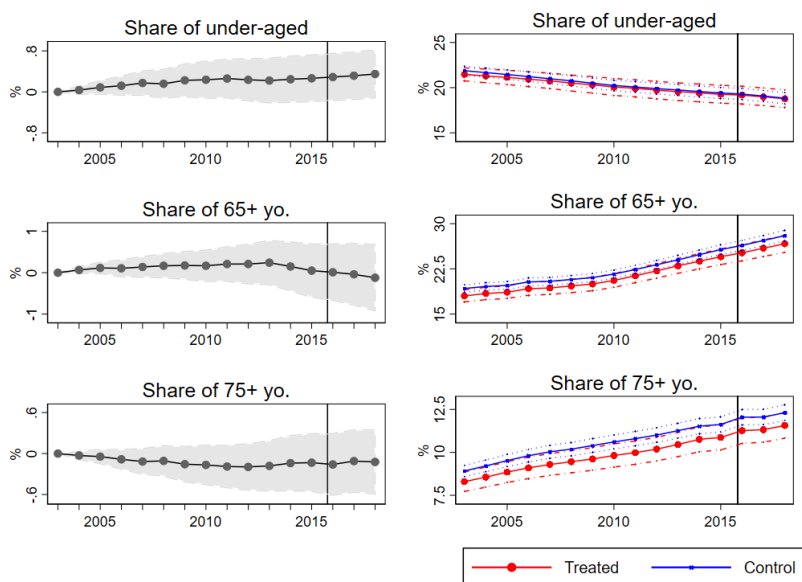 Share of under-aged
.8
0
-.8
%
2005 2010 2015
Share of under-aged
25
20
15
%
2005 2010 2015
Share of 65+ yo.
1
0
-1
%
2005 2010 2015
Share of 65+ yo.
30
22.5
15
%
2005 2010 2015
Share of 75+ yo.
.6
0
-.6
%
2005 2010 2015
Share of 75+ yo.
12.5
10
7.5
%
2005 2010 2015
Treated Control